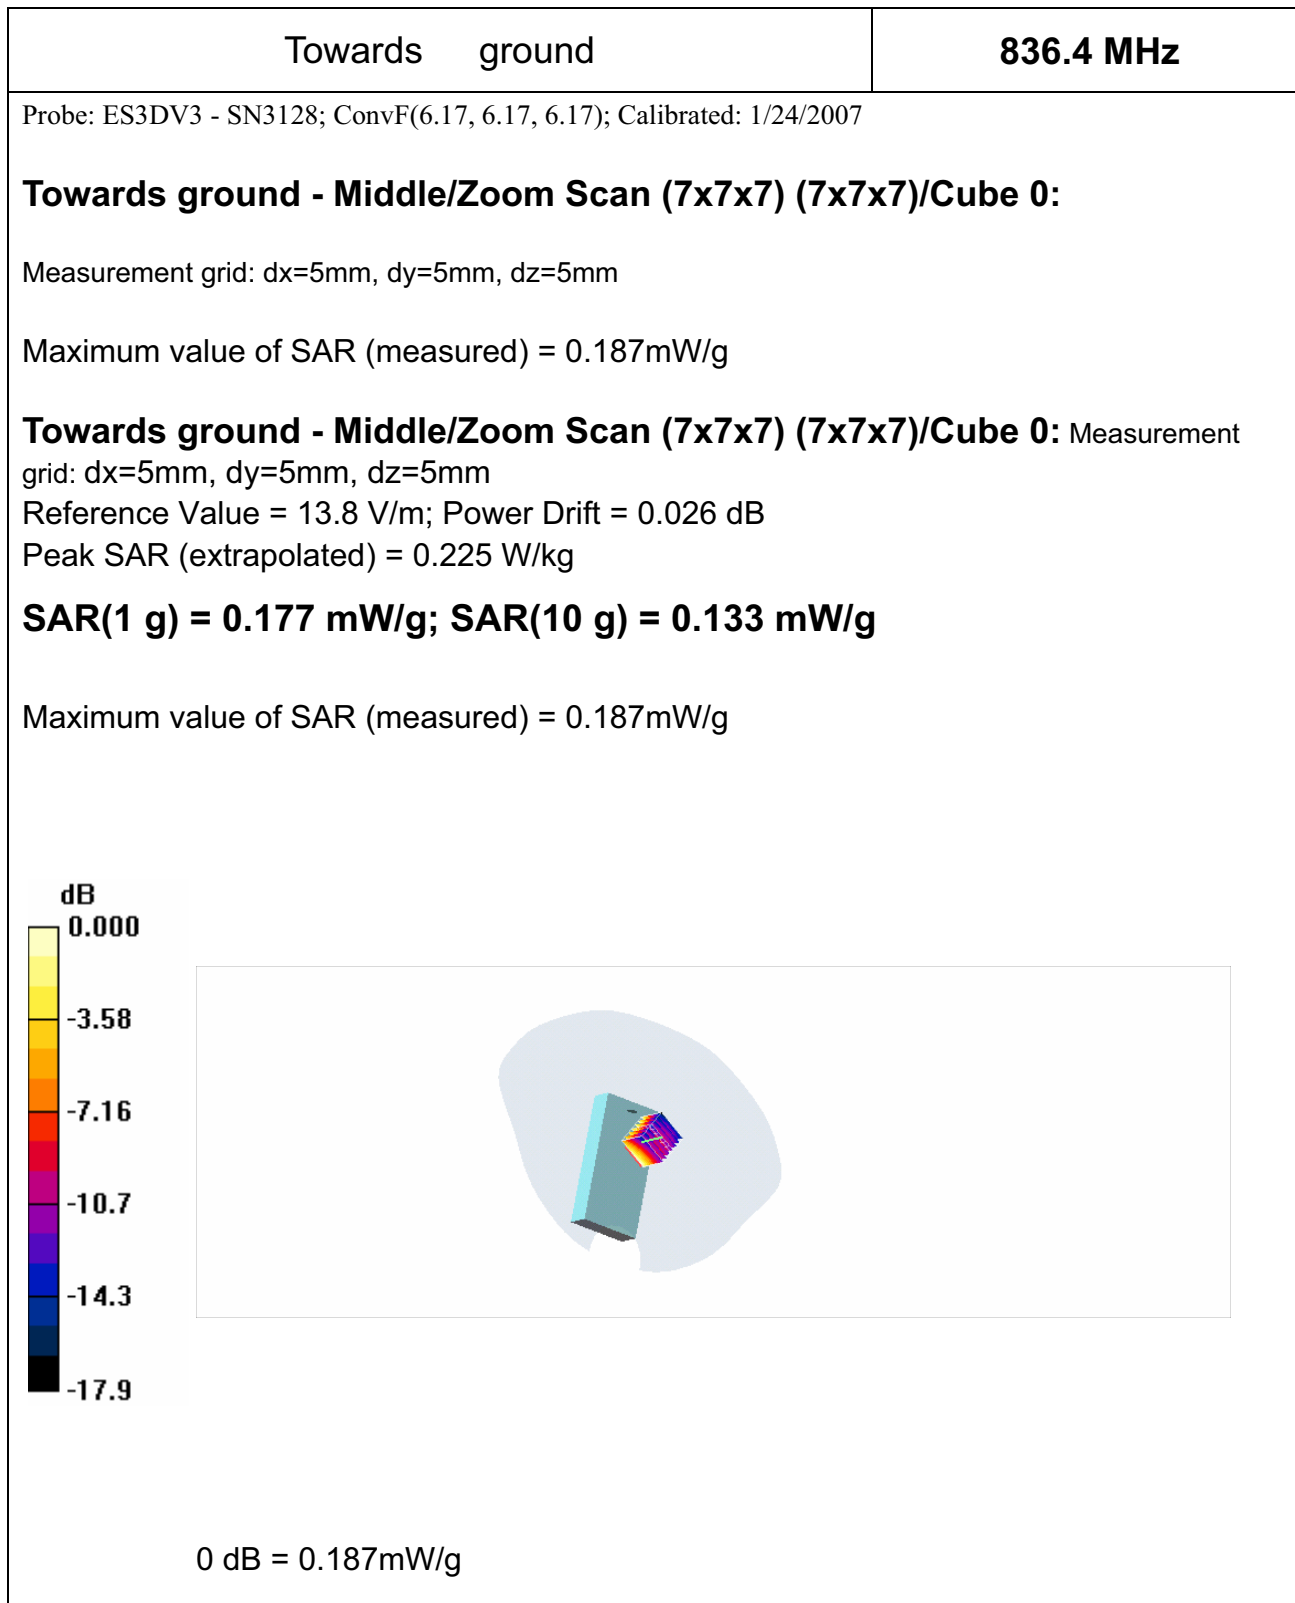 Towards ground
836.4 MHz
Probe: ES3DV3 - SN3128; ConvF(6.17, 6.17, 6.17); Calibrated: 1/24/2007
Towards ground - Middle/Zoom Scan (7x7x7) (7x7x7)/Cube 0:
Measurement grid: dx=5mm, dy=5mm, dz=5mm
Maximum value of SAR (measured) = 0.187mW/g
Towards ground - Middle/Zoom Scan (7x7x7) (7x7x7)/Cube 0: Measurement
grid: dx=5mm, dy=5mm, dz=5mm
Reference Value = 13.8 V/m; Power Drift = 0.026 dB
Peak SAR (extrapolated) = 0.225 W/kg
SAR(1 g) = 0.177 mW/g; SAR(10 g) = 0.133 mW/g
Maximum value of SAR (measured) = 0.187mW/g
dB
0.000
-3.58
-7.16
-10.7
-14.3
-17.9
0 dB = 0.187mW/g